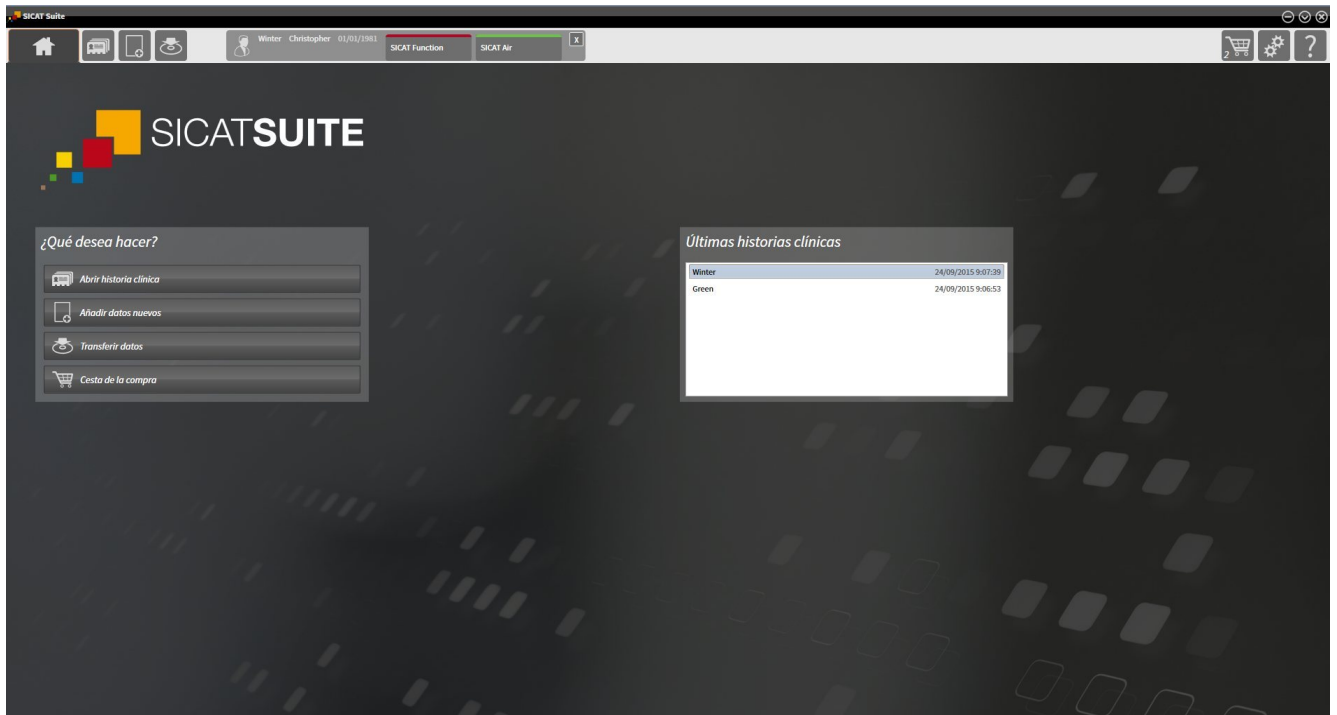 SICAT Suite
Winter Christopher 01/01/1981
SICAT Function
SICAT Air
X
2
?
SICATSUITE
¿Qué desea hacer?
Abrir historia clínica
Añadir datos nuevos
Transferir datos
Cesta de la compra
Últimas historias clínicas
Winter 24/09/2015 9:07:39
Green 24/09/2015 9:06:53